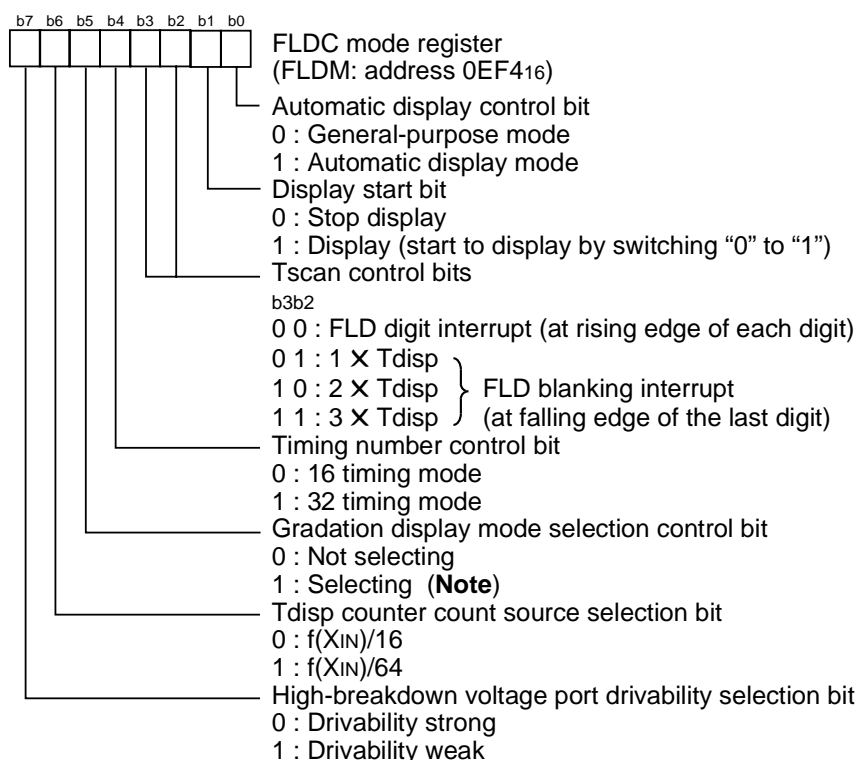 b7 b6 b5 b4 b3 b2 b1 b0
FLDC mode register
(FLDM: address 0EF416)
Automatic display control bit
0 : General-purpose mode
1 : Automatic display mode
Display start bit
0 : Stop display
1 : Display (start to display by switching “0” to “1”)
Tscan control bits
b3b2
0 0 : FLD digit interrupt (at rising edge of each digit)
0 1 : 1 X Tdisp
1 0 : 2 X Tdisp FLD blanking interrupt
1 1 : 3 X Tdisp (at falling edge of the last digit)
Timing number control bit
0 : 16 timing mode
1 : 32 timing mode
Gradation display mode selection control bit
0 : Not selecting
1 : Selecting (Note)
Tdisp counter count source selection bit
0 : f(XIN)/16
1 : f(XIN)/64
High-breakdown voltage port drivability selection bit
0 : Drivability strong
1 : Drivability weak